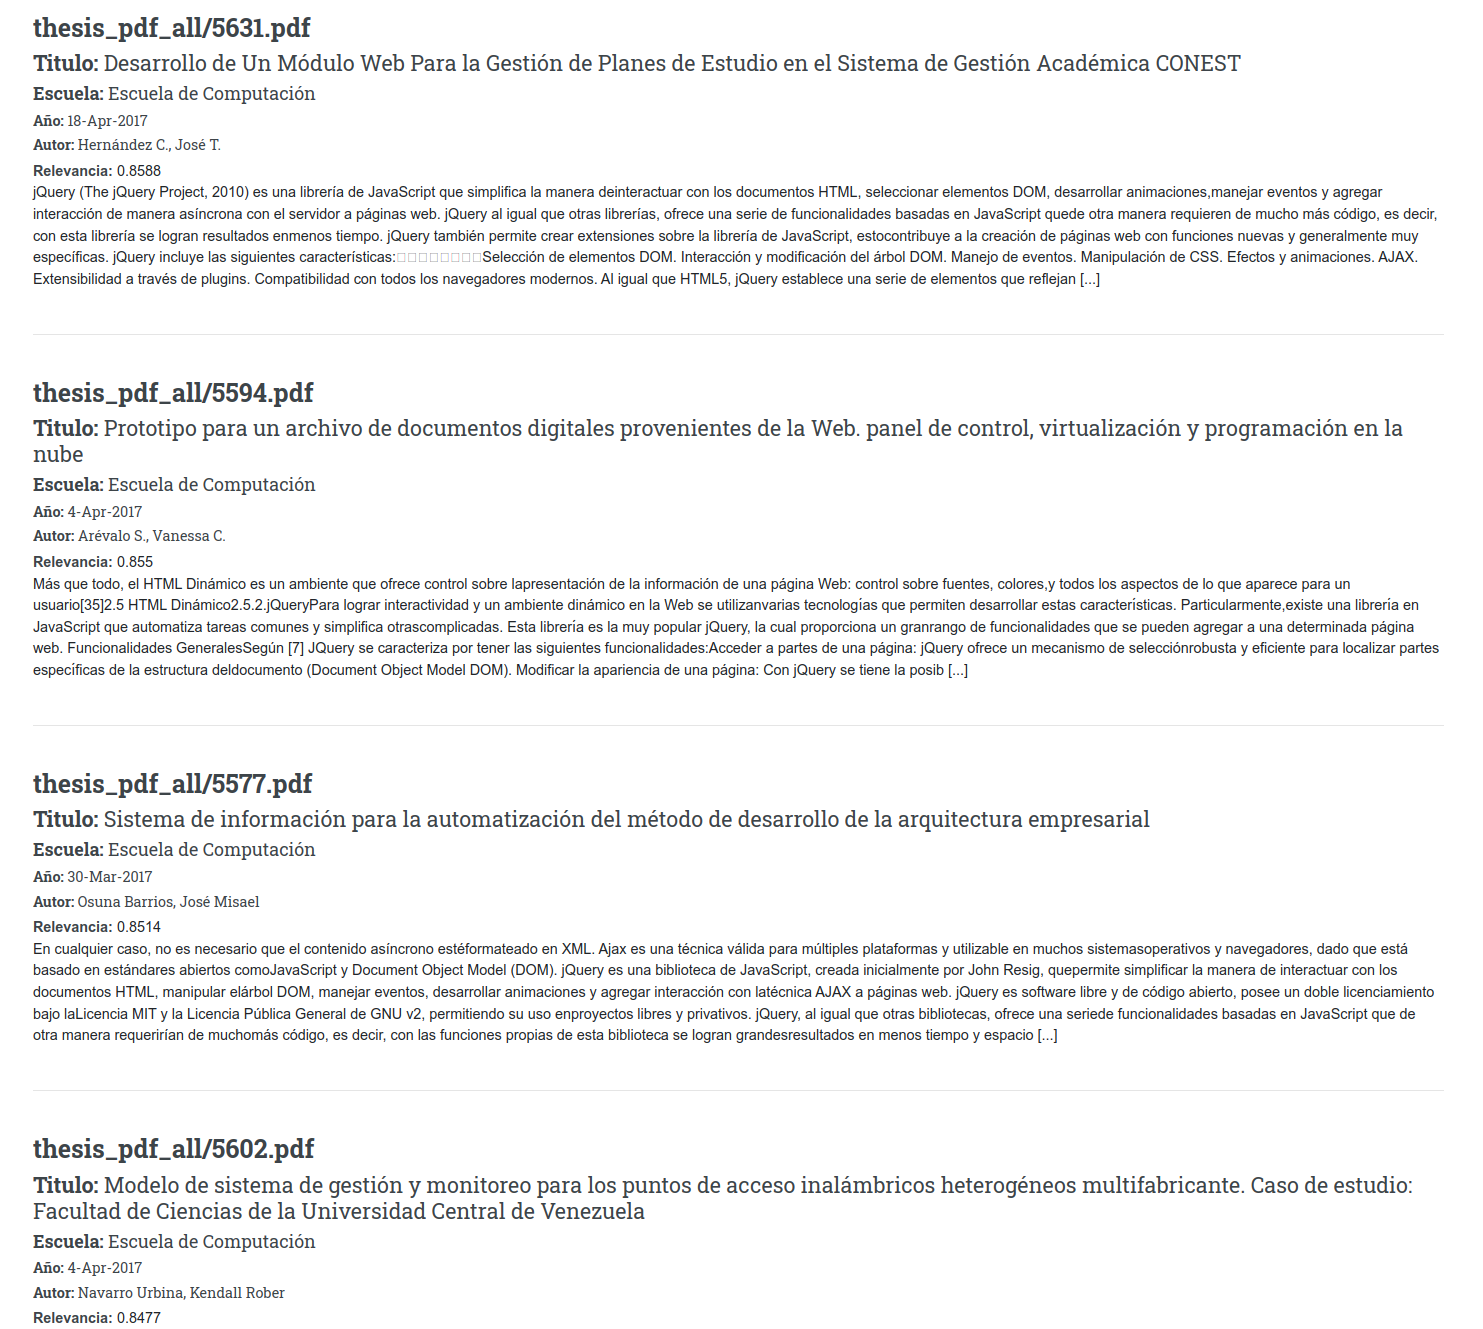 thesis_pdf_all/5631.pdf
Titulo: Desarrollo de Un Módulo Web Para la Gestión de Planes de Estudio en el Sistema de Gestión Académica CONEST
Escuela: Escuela de Computación
Año: 18-Apr-2017
Autor: Hernández C., José T.
Relevancia: 0.8588
jQuery (The jQuery Project, 2010) es una librería de JavaScript que simplifica la manera deinteractuar con los documentos HTML, seleccionar elementos DOM, desarrollar animaciones,manejar eventos y agregar
interacción de manera asíncrona con el servidor a páginas web. jQuery al igual que otras librerías, ofrece una serie de funcionalidades basadas en JavaScript quede otra manera requieren de mucho más código, es decir,
con esta librería se logran resultados enmenos tiempo. jQuery también permite crear extensiones sobre la librería de JavaScript, estocontribuye a la creación de páginas web con funciones nuevas y generalmente muy
específicas. jQuery incluye las siguientes características:□□□□□□□□Selección de elementos DOM. Interacción y modificación del árbol DOM. Manejo de eventos. Manipulación de CSS. Efectos y animaciones. AJAX.
Extensibilidad a través de plugins. Compatibilidad con todos los navegadores modernos. Al igual que HTML5, jQuery establece una serie de elementos que reflejan [...]
thesis_pdf_all/5594.pdf
Titulo: Prototipo para un archivo de documentos digitales provenientes de la Web. panel de control, virtualización y programación en la
nube
Escuela: Escuela de Computación
Año: 4-Apr-2017
Autor: Arévalo S., Vanessa C.
Relevancia: 0.855
Más que todo, el HTML Dinámico es un ambiente que ofrece control sobre lapresentación de la información de una página Web: control sobre fuentes, colores,y todos los aspectos de lo que aparece para un
usuario[35]2.5 HTML Dinámico2.5.2.jQueryPara lograr interactividad y un ambiente dinámico en la Web se utilizanvarias tecnologías que permiten desarrollar estas características. Particularmente,existe una librería en
JavaScript que automatiza tareas comunes y simplifica otrascomplicadas. Esta librería es la muy popular jQuery, la cual proporciona un granrango de funcionalidades que se pueden agregar a una determinada página
web. Funcionalidades GeneralesSegún [7] JQuery se caracteriza por tener las siguientes funcionalidades:Acceder a partes de una página: jQuery ofrece un mecanismo de selecciónrobusta y eficiente para localizar partes
específicas de la estructura deldocumento (Document Object Model DOM). Modificar la apariencia de una página: Con jQuery se tiene la posib [...]
thesis_pdf_all/5577.pdf
Titulo: Sistema de información para la automatización del método de desarrollo de la arquitectura empresarial
Escuela: Escuela de Computación
Año: 30-Mar-2017
Autor: Osuna Barrios, José Misael
Relevancia: 0.8514
En cualquier caso, no es necesario que el contenido asíncrono estéformateado en XML. Ajax es una técnica válida para múltiples plataformas y utilizable en muchos sistemasoperativos y navegadores, dado que está
basado en estándares abiertos comoJavaScript y Document Object Model (DOM). jQuery es una biblioteca de JavaScript, creada inicialmente por John Resig, quepermite simplificar la manera de interactuar con los
documentos HTML, manipular elárbol DOM, manejar eventos, desarrollar animaciones y agregar interacción con latécnica AJAX a páginas web. jQuery es software libre y de código abierto, posee un doble licenciamiento
bajo laLicencia MIT y la Licencia Pública General de GNU v2, permitiendo su uso enproyectos libres y privativos. jQuery, al igual que otras bibliotecas, ofrece una seriede funcionalidades basadas en JavaScript que de
otra manera requerirían de muchomás código, es decir, con las funciones propias de esta biblioteca se logran grandesresultados en menos tiempo y espacio [...]
thesis_pdf_all/5602.pdf
Titulo: Modelo de sistema de gestión y monitoreo para los puntos de acceso inalámbricos heterogéneos multifabricante. Caso de estudio:
Facultad de Ciencias de la Universidad Central de Venezuela
Escuela: Escuela de Computación
Año: 4-Apr-2017
Autor: Navarro Urbina, Kendall Rober
Relevancia: 0.8477